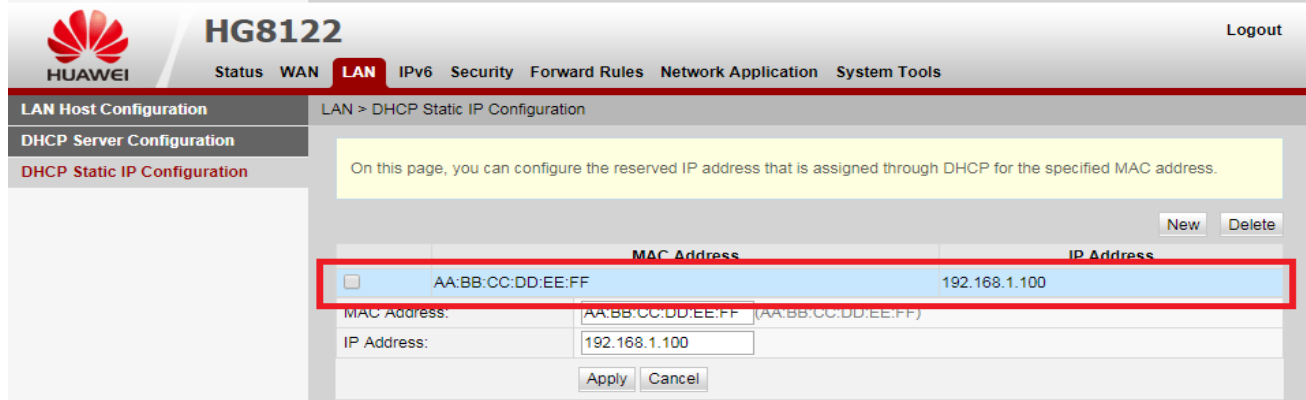 HG8122
Logout
HUAWEI
Status WAN LAN IPv6 Security Forward Rules Network Application System Tools
LAN Host Configuration
DHCP Server Configuration
DHCP Static IP Configuration
LAN > DHCP Static IP Configuration
On this page, you can configure the reserved IP address that is assigned through DHCP for the specified MAC address.
New Delete
MAC Address IP Address
AA:BB:CC:DD:EE:FF 192.168.1.100
MAC Address: AA:BB:CC:DD:EE:FF (AA:BB:CC:DD:EE:FF)
IP Address: 192.168.1.100
Apply Cancel